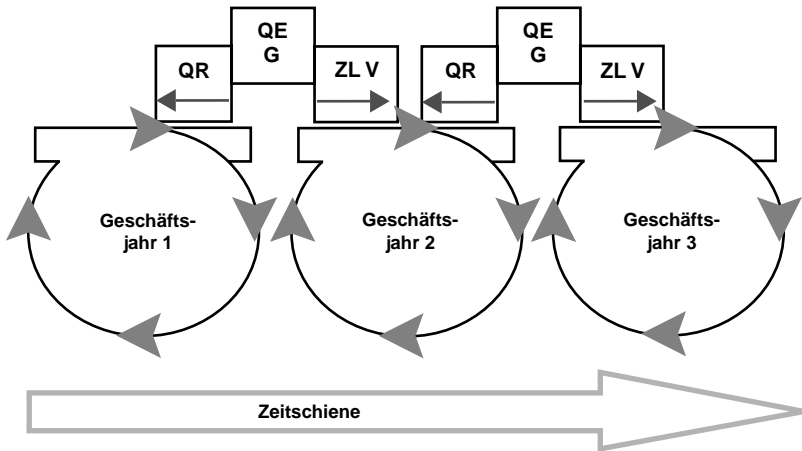 QE
G
QR
ZL V
QE
G
QR
ZL V
Geschäfts-
jahr 1
Geschäfts-
jahr 2
Geschäfts-
jahr 3
Zeitschiene